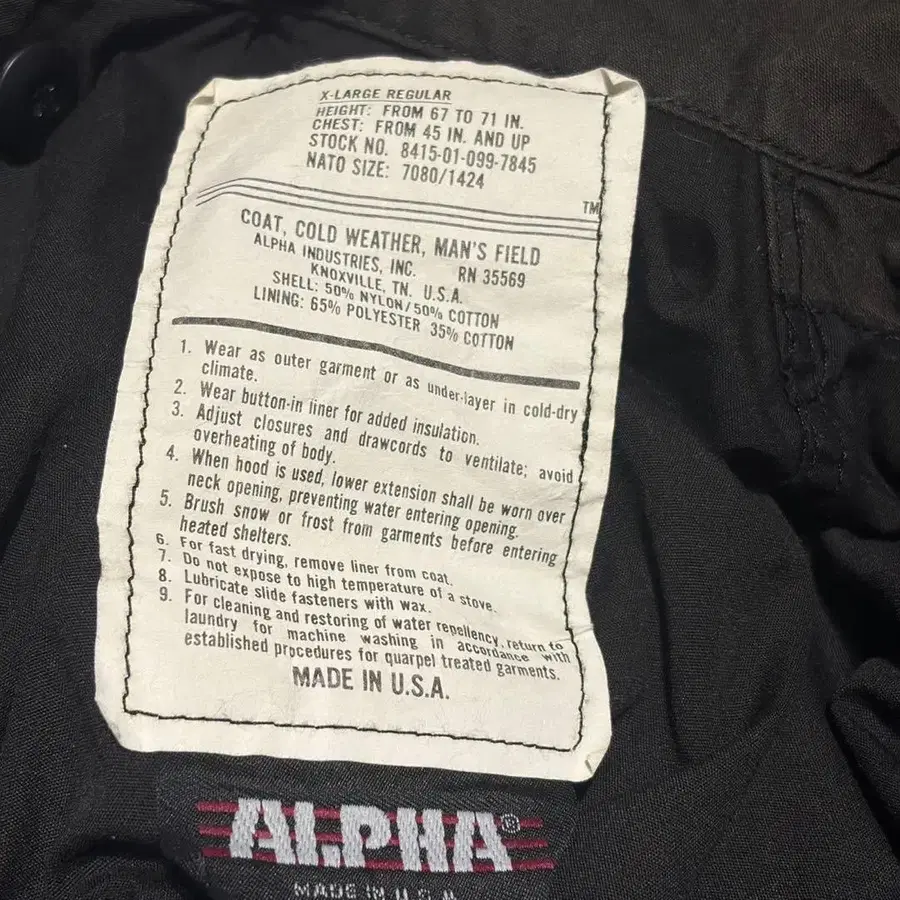 X-LARGE REGULAR
HEIGHT: FROM 67 TO 71 IN.
CHEST: FROM 45 IN. AND UP
STOCK NO. 8415-01-099-7845
NATO SIZE: 7080/1424
TM
COAT, COLD WEATHER, MAN'S FIELD
ALPHA INDUSTRIES, INC. RN 35569
KNOXVILLE, TN. U.S.A.
SHELL: 50% NYLON/50% COTTON
LINING: 65% POLYESTER 35% COTTON
1. Wear as outer garment or as under-layer in cold-dry
climate.
2. Wear button-in liner for added insulation.
3. Adjust closures and drawcords to ventilate; avoid
overheating of body.
4. When hood is used, lower extension shall be worn over
neck opening, preventing water entering opening.
5. Brush snow or frost from garments before entering
heated shelters.
6. For fast drying, remove liner from coat.
7. Do not expose to high temperature of a stove.
8. Lubricate slide fasteners with wax.
9. For cleaning and restoring of water repellency, return to
laundry for machine washing in accordance with
established procedures for quarpel treated garments.
MADE IN U.S.A.
ALPHA®
MADE IN U.S.A